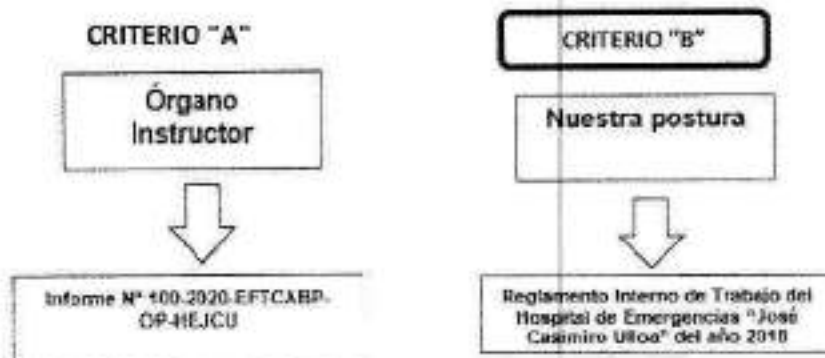 CRITERIO "A"
Órgano
Instructor
Informe N° 100-2020-EFTCABP-
OP-HEJCU
CRITERIO "B"
Nuestra postura
Reglamento Interno de Trabajo del
Hospital de Emergencias "José
Casimiro Ulloa" del año